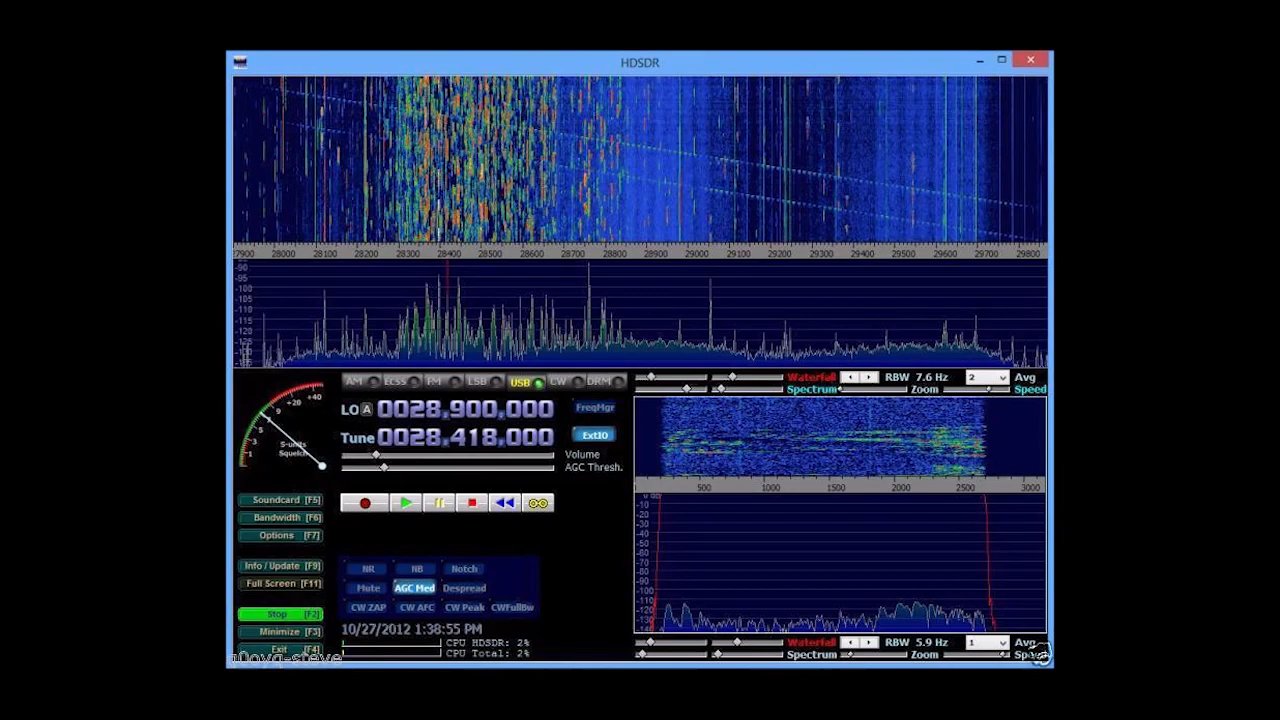 HDSDR
27900 28000 28100 28200 28300 28400 28500 28600 28700 28800 28900 29000 29100 29200 29300 29400 29500 29600 29700 29800
-90
-95
-100
-105
-110
-115
-120
AM ECSS FM LSB USB CW DRM
Waterfall RBW 7.6 Hz 2 Avg
Spectrum Zoom Speed
+40
+20
9
5
3
1
S-units
Squelch
LO A 0028.900.000 FreqMgr
Tune 0028.418.000 ExtIO
Volume
AGC Thresh.
500 1000 1500 2000 2500 3000
-10
-20
-30
-40
-50
-60
-70
-80
-90
-100
-110
-120
Soundcard [F5]
Bandwidth [F6]
Options [F7]
Info / Update [F9]
Full Screen [F11]
Stop [F2]
Minimize [F3]
Exit [F4]
NR NB Notch
Mute AGC Med Despread
CW ZAP CW AFC CW Peak CWFullBw
10/27/2012 1:38:55 PM
CPU HDSDR: 2%
CPU Total: 2%
Waterfall RBW 5.9 Hz 1 Avg
Spectrum Zoom